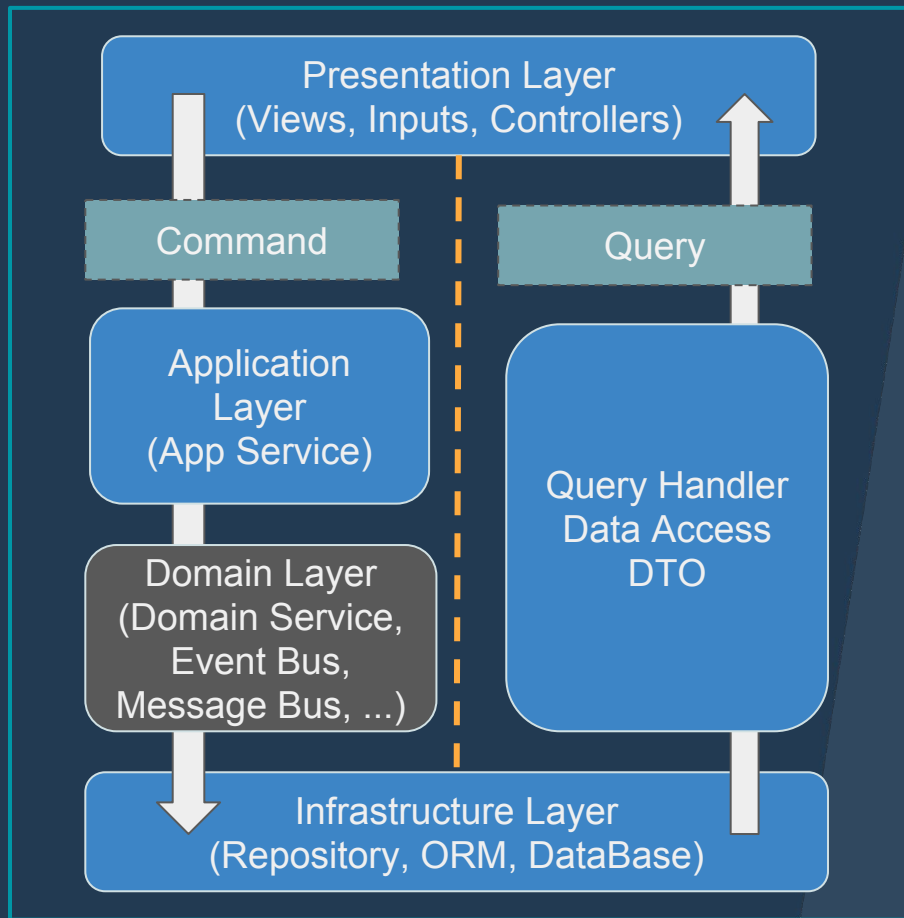 Presentation Layer
(Views, Inputs, Controllers)
Command
Query
Application
Layer
(App Service)
Query Handler
Data Access
DTO
Domain Layer
(Domain Service,
Event Bus,
Message Bus, ...)
Infrastructure Layer
(Repository, ORM, DataBase)